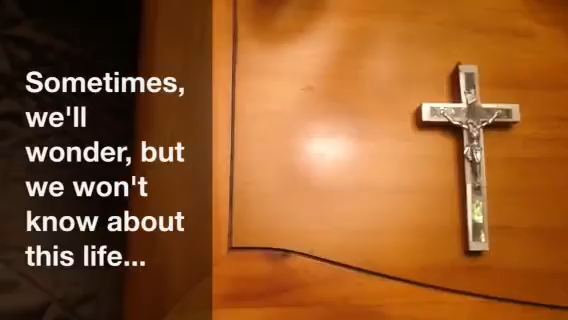 Sometimes,
we'll
wonder, but
we won't
know about
this life...